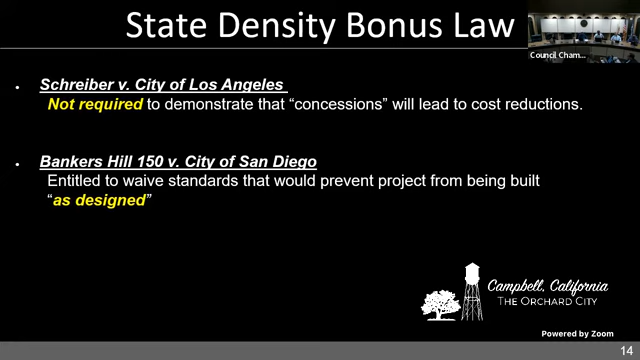 State Density Bonus Law
Council Cham...
• Schreiber v. City of Los Angeles
Not required to demonstrate that “concessions” will lead to cost reductions.
• Bankers Hill 150 v. City of San Diego
Entitled to waive standards that would prevent project from being built
“as designed”
Campbell, California
THE ORCHARD CITY
Powered by Zoom
14